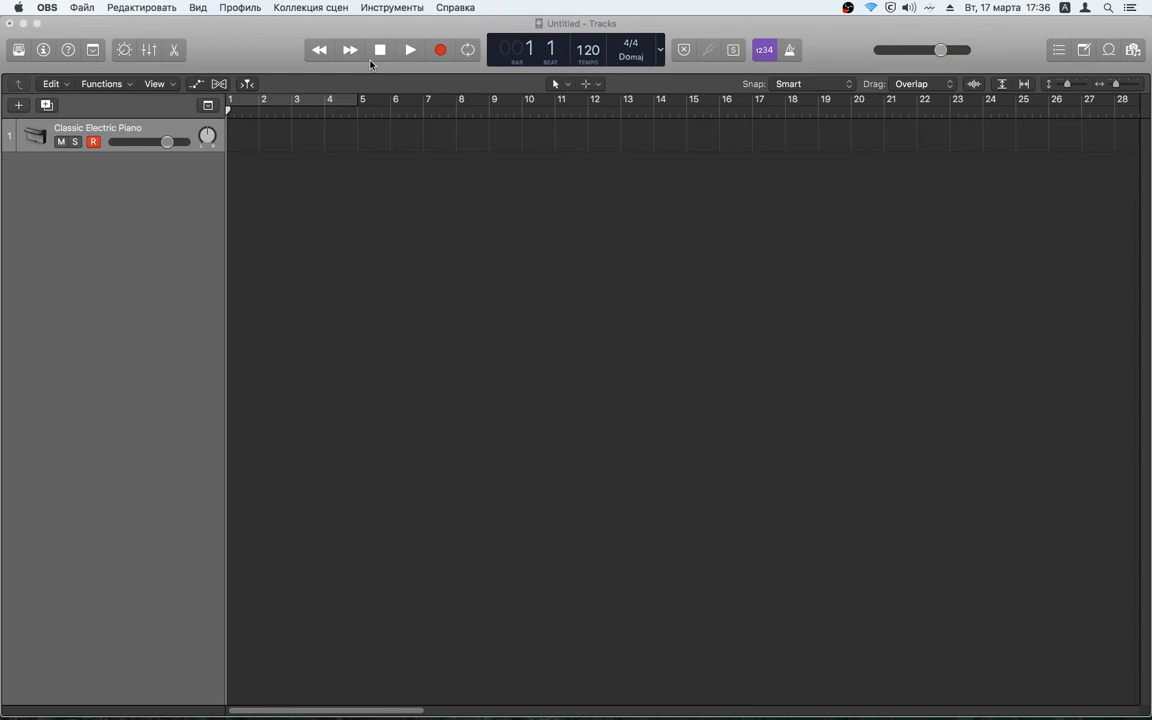 OBS Файл Редактировать Вид Профиль Коллекция сцен Инструменты Справка Вт, 17 марта 17:36 A
Untitled - Tracks
001 1 120 4/4 1234 S
BAR BEAT TEMPO Domaj
Edit Functions View Snap: Smart Drag: Overlap
1 2 3 4 5 6 7 8 9 10 11 12 13 14 15 16 17 18 19 20 21 22 23 24 25 26 27 28
1 Classic Electric Piano
M S R L R